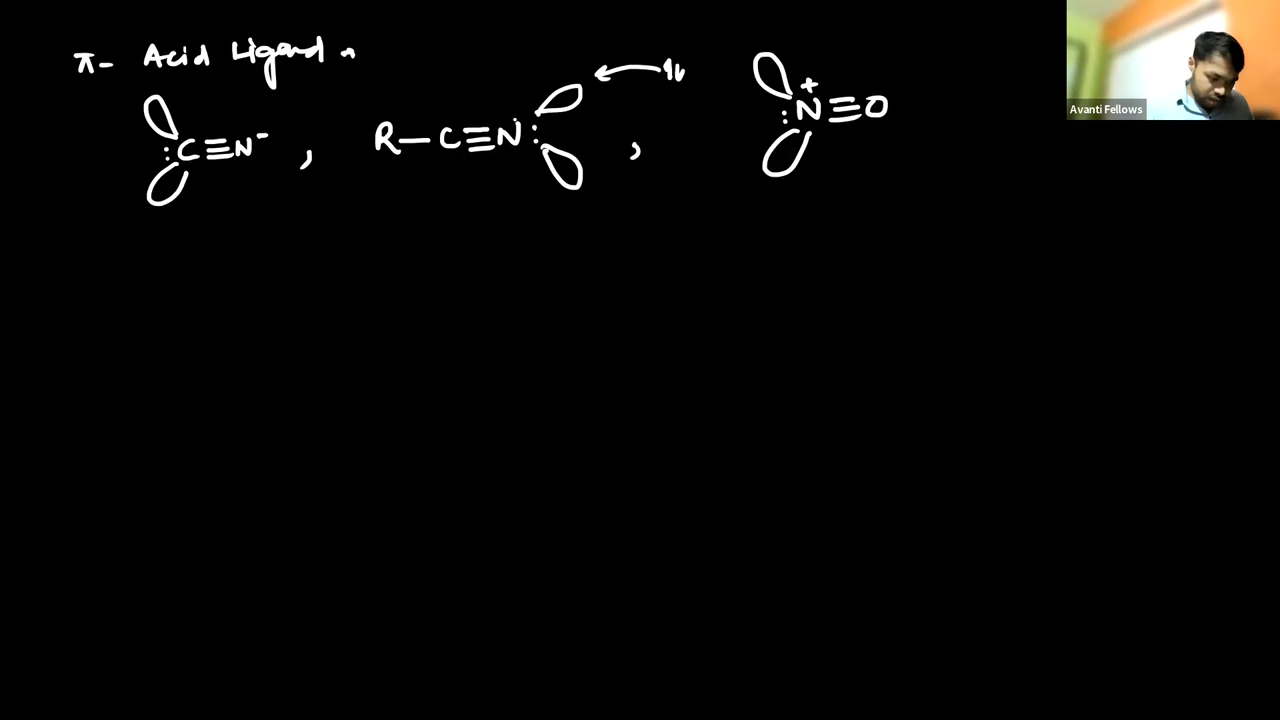 π- Acid Ligand
:C≡N⁻ , R-C≡N: , :N⁺≡O
Avanti Fellows